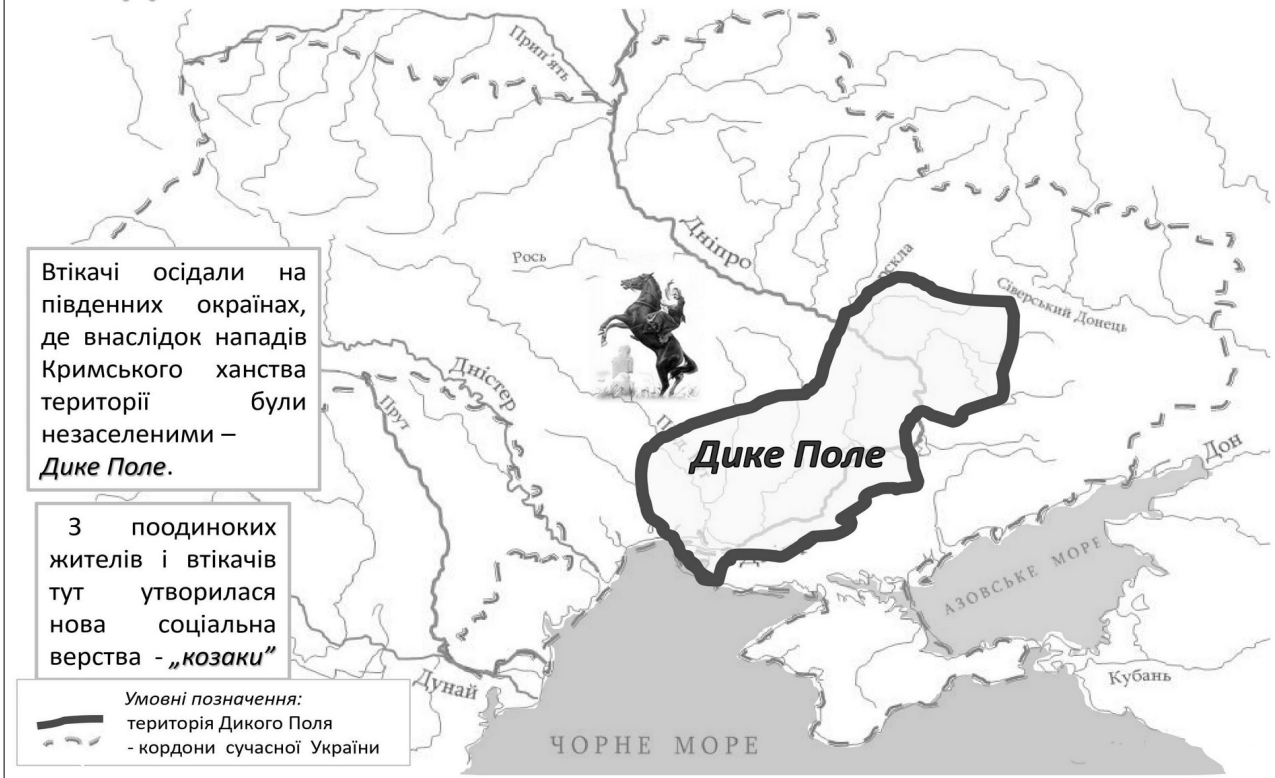 Прип’ять
Дніпро
Рось
Сіверський Донець
Втікачі осідали на
південних окраїнах,
де внаслідок нападів
Кримського ханства
території були
незаселеними –
Дике Поле.
Дністер
Прут
Дике Поле
Дон
З поодиноких
жителів і втікачів
тут утворилася
нова соціальна
верства - „козаки”
АЗОВСЬКЕ МОРЕ
Кубань
Дунай
Умовні позначення:
територія Дикого Поля
- кордони сучасної України
ЧОРНЕ МОРЕ